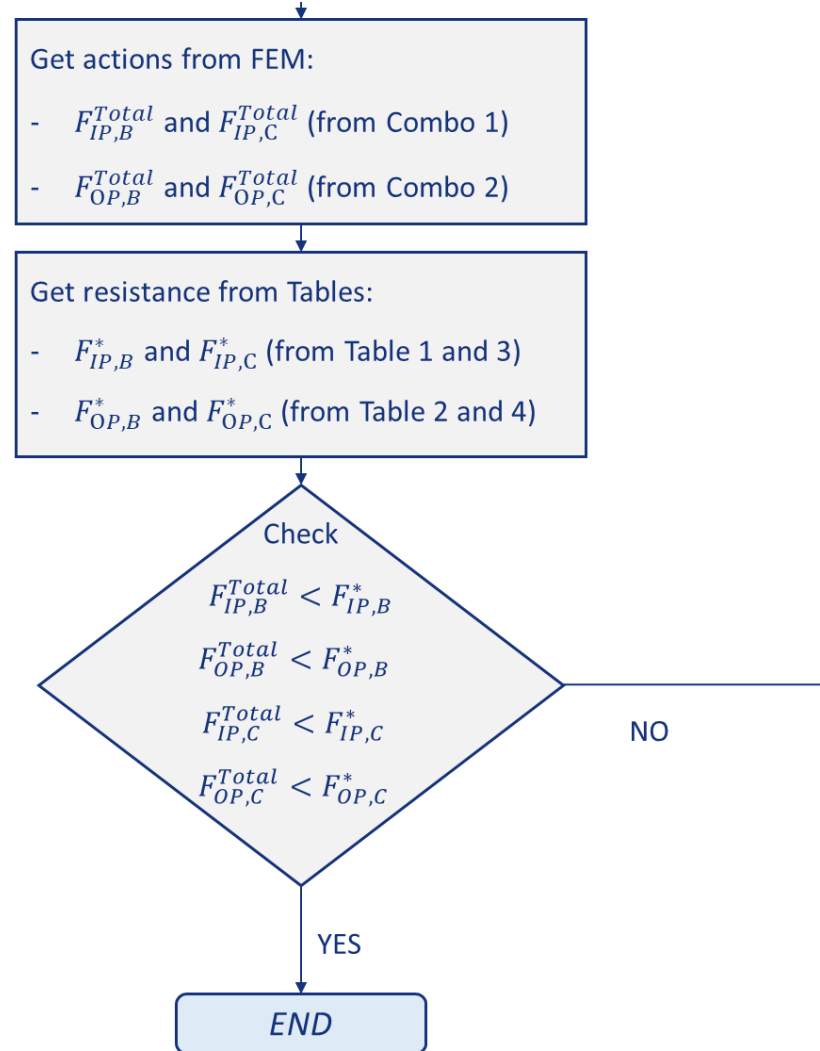 Get actions from FEM:
- $F_{IP,B}^{Total}$ and $F_{IP,C}^{Total}$ (from Combo 1)
- $F_{OP,B}^{Total}$ and $F_{OP,C}^{Total}$ (from Combo 2)
Get resistance from Tables:
- $F_{IP,B}^{*}$ and $F_{IP,C}^{*}$ (from Table 1 and 3)
- $F_{OP,B}^{*}$ and $F_{OP,C}^{*}$ (from Table 2 and 4)
Check
$F_{IP,B}^{Total} < F_{IP,B}^{*}$
$F_{OP,B}^{Total} < F_{OP,B}^{*}$
$F_{IP,C}^{Total} < F_{IP,C}^{*}$
$F_{OP,C}^{Total} < F_{OP,C}^{*}$
NO
YES
END